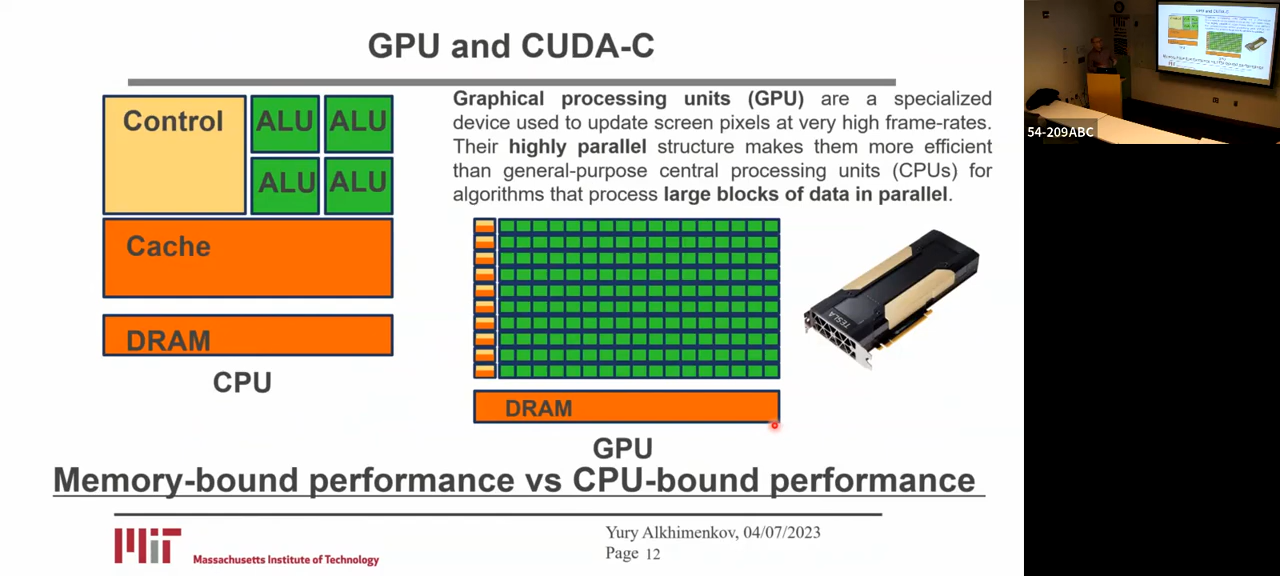 GPU and CUDA-C
Control
ALU
ALU
ALU
ALU
Cache
DRAM
CPU
Graphical processing units (GPU) are a specialized
device used to update screen pixels at very high frame-rates.
Their highly parallel structure makes them more efficient
than general-purpose central processing units (CPUs) for
algorithms that process large blocks of data in parallel.
TESLA
DRAM
GPU
Memory-bound performance vs CPU-bound performance
MIT
Massachusetts Institute of Technology
Yury Alkhimenkov, 04/07/2023
Page 12
54-209ABC